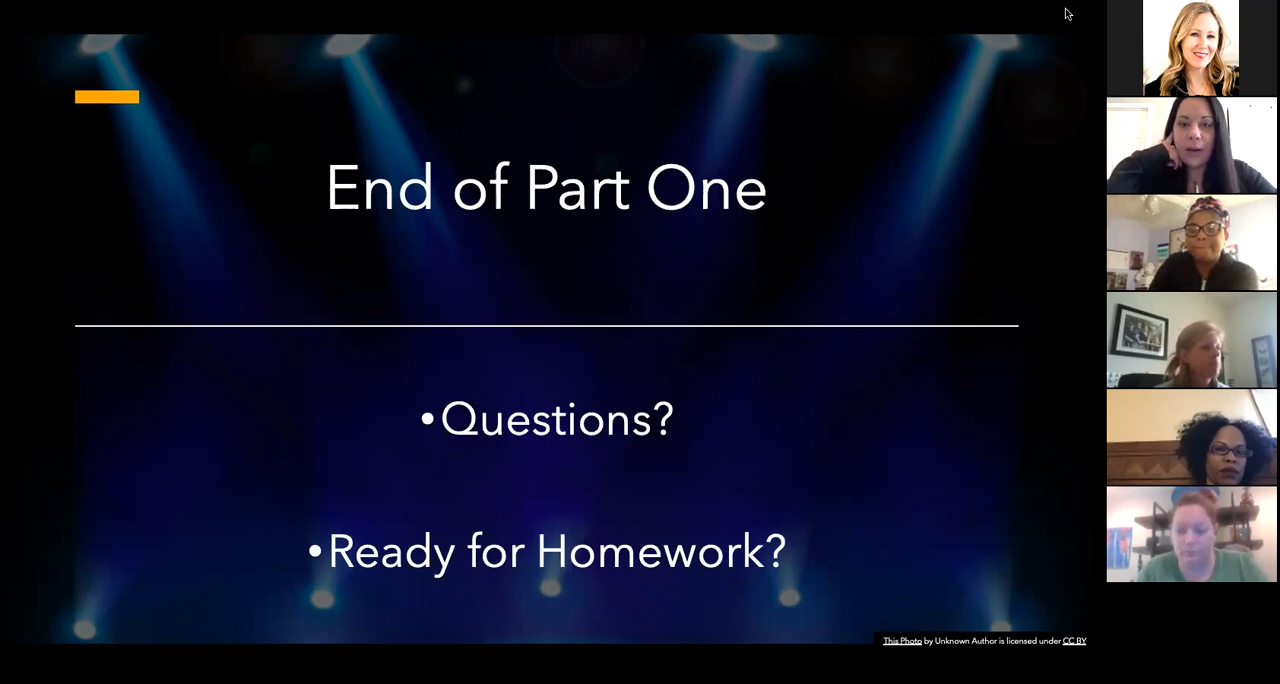 End of Part One
•Questions?
•Ready for Homework?
This Photo by Unknown Author is licensed under CC BY